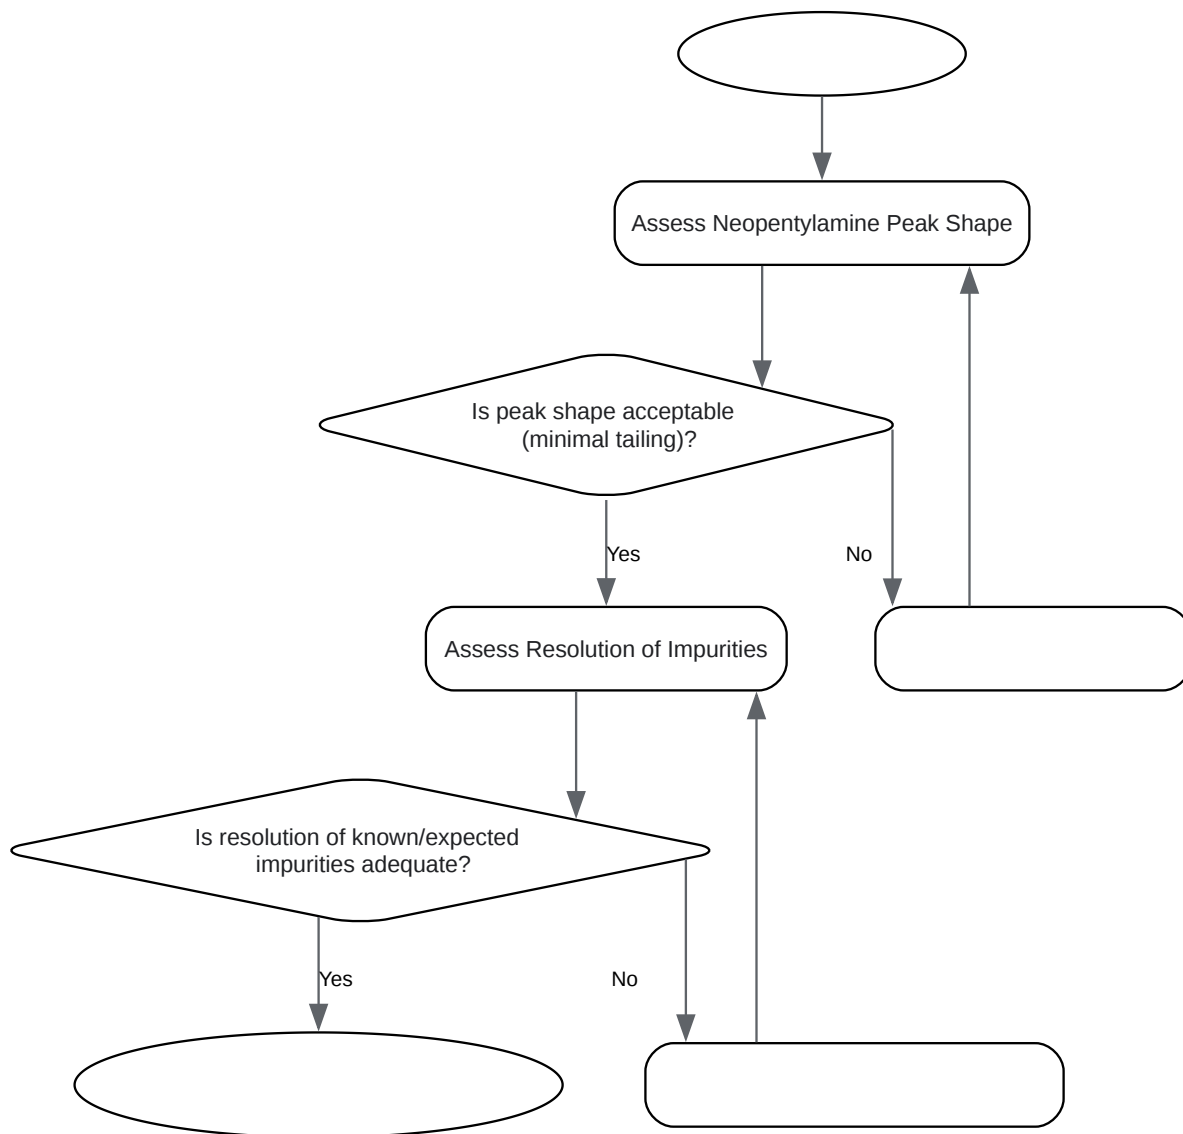 Assess Neopentylamine Peak Shape
Is peak shape acceptable
(minimal tailing)?
Yes
No
Assess Resolution of Impurities
Is resolution of known/expected
impurities adequate?
Yes
No